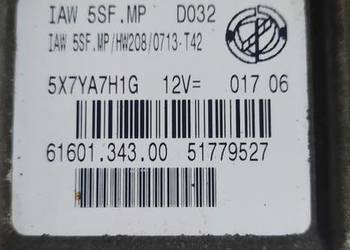 IAW 5SF.MP D032
IAW 5SF.MP/HW208/0713-T42
5X7YA7H1G 12V= 017 06
61601.343.00 51779527